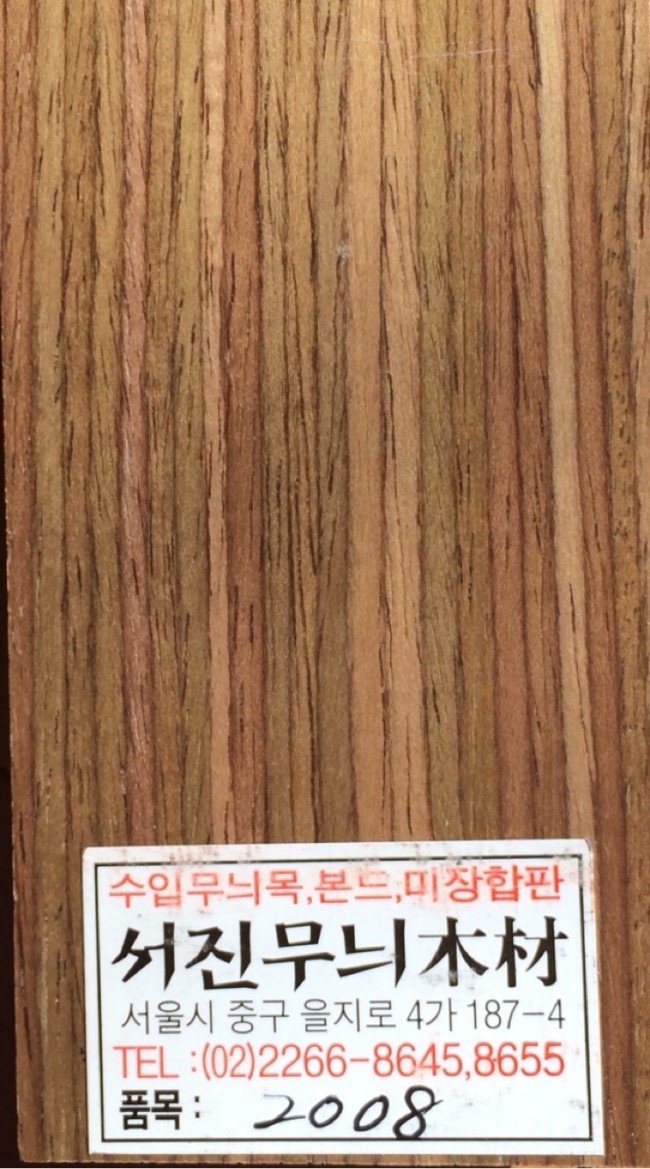 수입무늬목,본드,미장합판
서진무늬木材
서울시 중구 을지로 4가 187-4
TEL :(02)2266-8645,8655
품목 : 2008